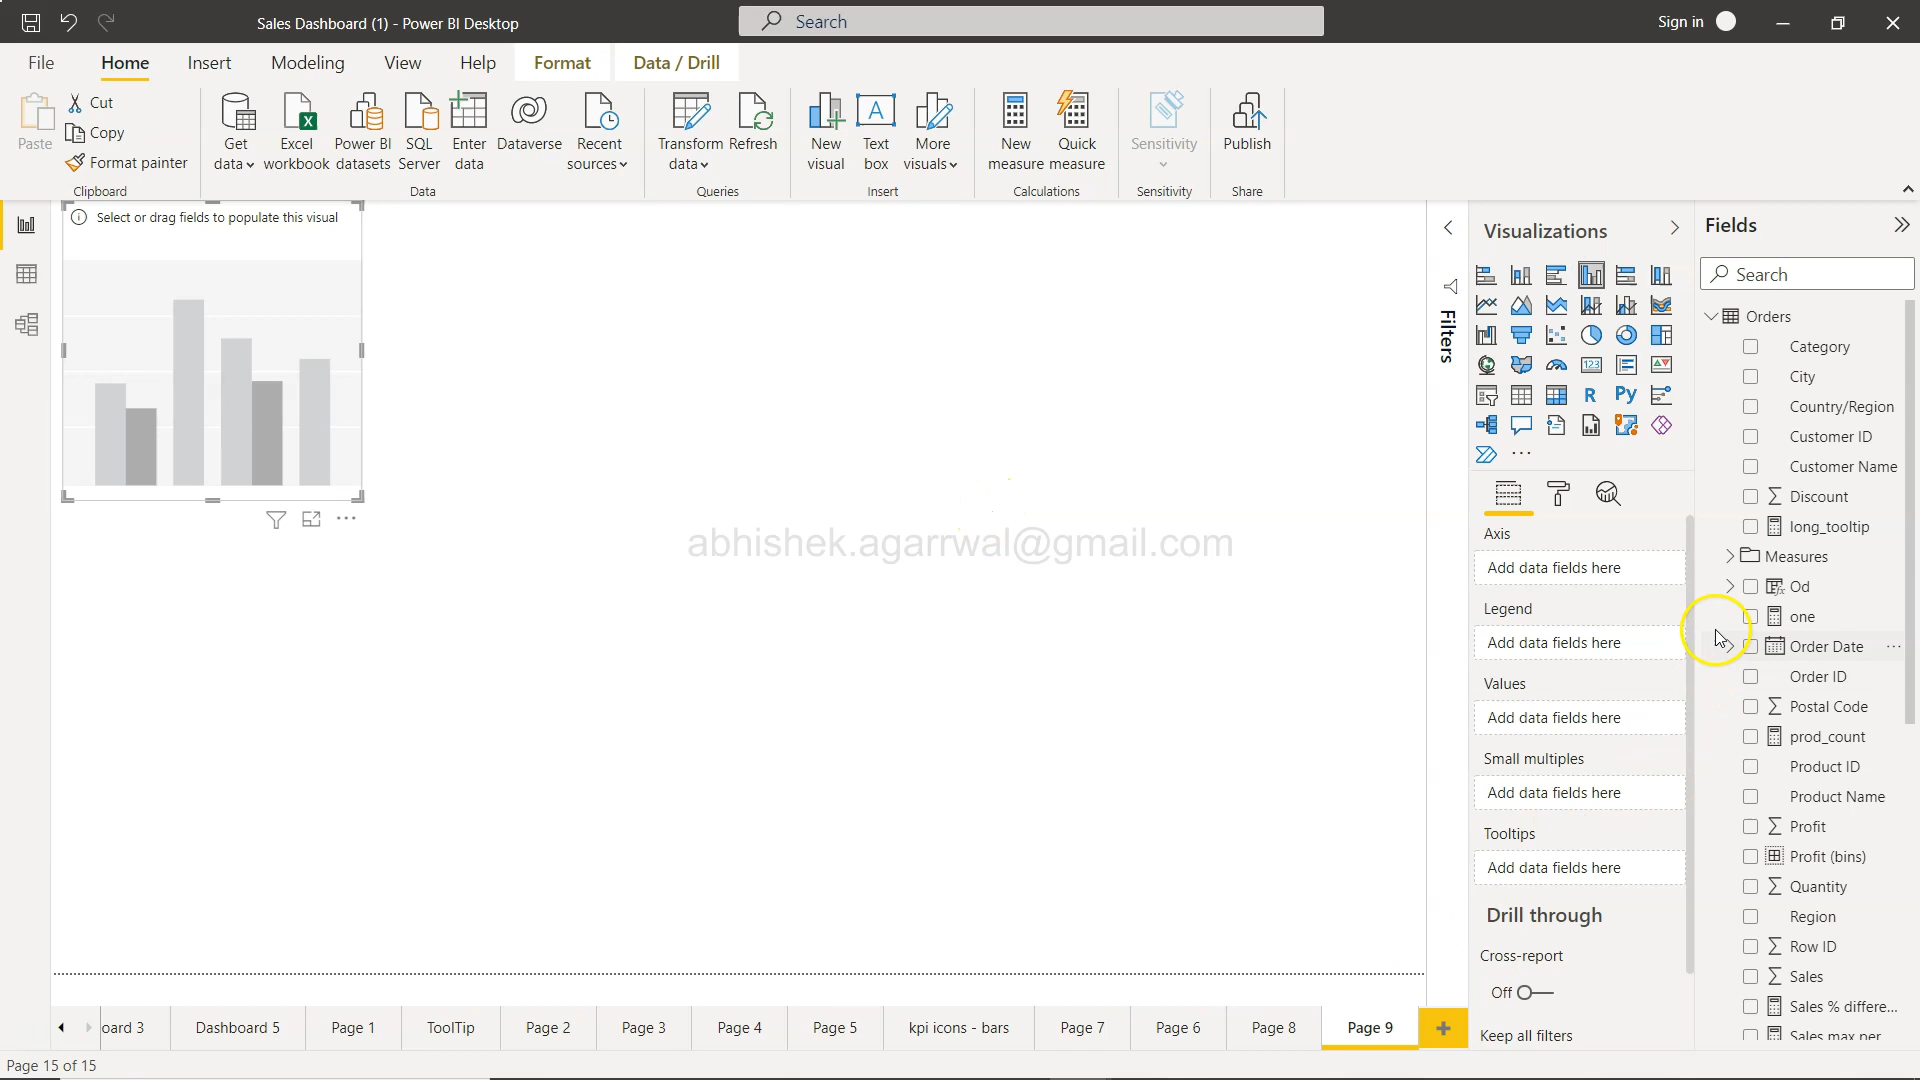 Sales Dashboard (1) - Power BI Desktop
Search
Sign in
File Home Insert Modeling View Help Format Data / Drill
Paste
Cut
Copy
Format painter
Clipboard
Get data
Excel workbook
Power BI datasets
SQL Server
Enter data
Dataverse
Recent sources
Data
Transform data
Refresh
Queries
New visual
Text box
More visuals
Insert
New measure
Quick measure
Calculations
Sensitivity
Sensitivity
Publish
Share
Select or drag fields to populate this visual
abhishek.agarrwal@gmail.com
Filters
Visualizations
Axis
Add data fields here
Legend
Add data fields here
Values
Add data fields here
Small multiples
Add data fields here
Tooltips
Add data fields here
Drill through
Cross-report
Off
Keep all filters
Fields
Search
Orders
Category
City
Country/Region
Customer ID
Customer Name
Discount
long_tooltip
Measures
Od
one
Order Date
Order ID
Postal Code
prod_count
Product ID
Product Name
Profit
Profit (bins)
Quantity
Region
Row ID
Sales
Sales % differe...
Sales max per
oard 3 Dashboard 5 Page 1 ToolTip Page 2 Page 3 Page 4 Page 5 kpi icons - bars Page 7 Page 6 Page 8 Page 9
Page 15 of 15